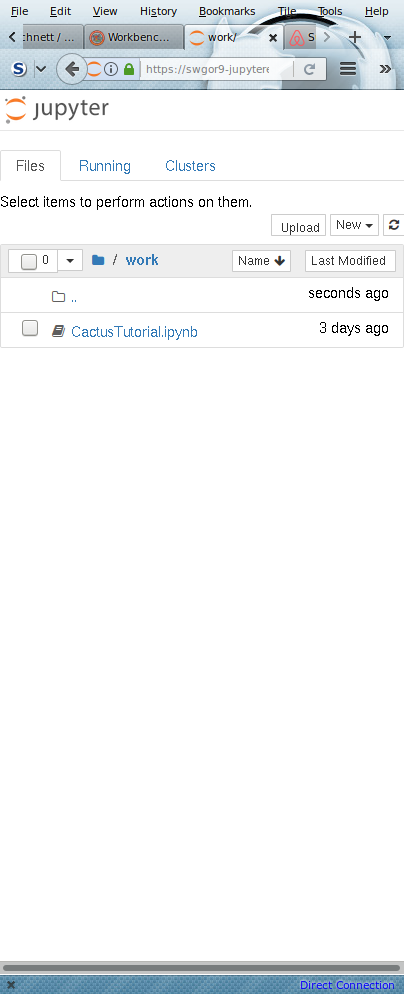 File Edit View History Bookmarks Tile Tools Help
chnett / ... Workbenc... work/ S
S https://swgor9-jupyter
jupyter
Files Running Clusters
Select items to perform actions on them.
Upload New
0 / work Name Last Modified
.. seconds ago
CactusTutorial.ipynb 3 days ago
Direct Connection